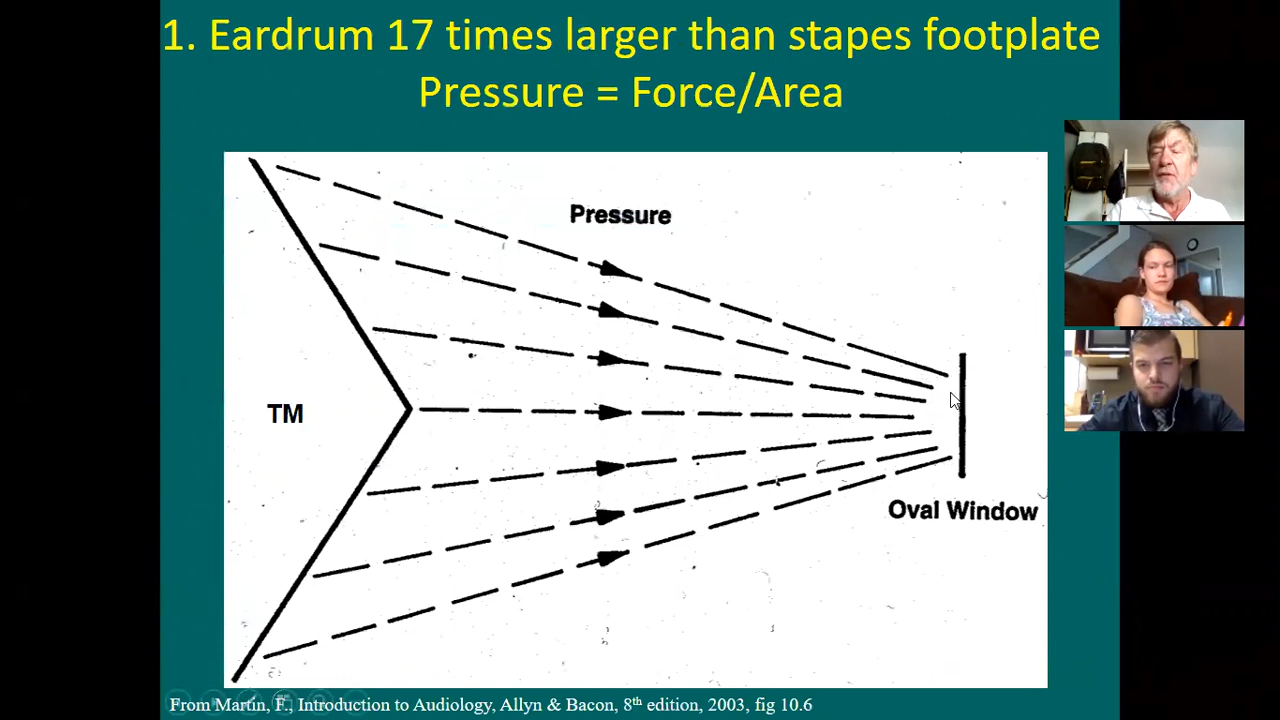 1. Eardrum 17 times larger than stapes footplate
Pressure = Force/Area
Pressure
TM
Oval Window
From Martin, F., Introduction to Audiology, Allyn & Bacon, 8th edition, 2003, fig 10.6